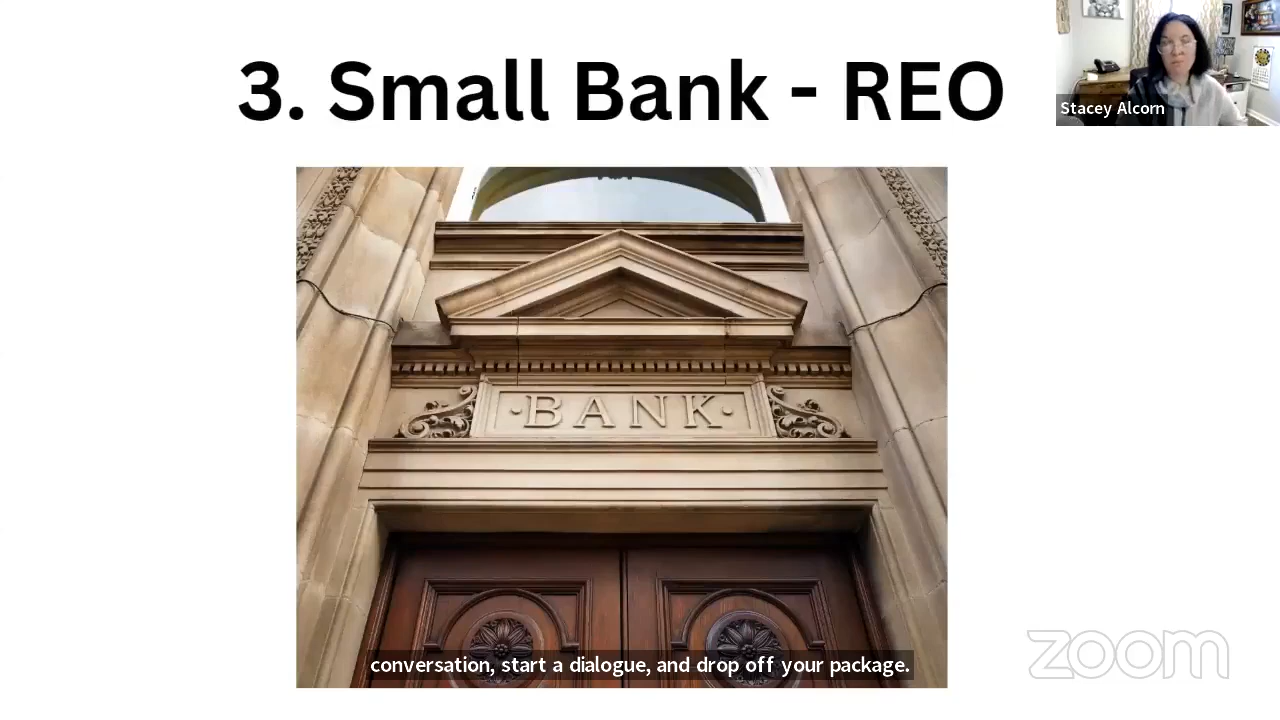 3. Small Bank - REO
Stacey Alcorn
·BANK·
conversation, start a dialogue, and drop off your package.
zoom